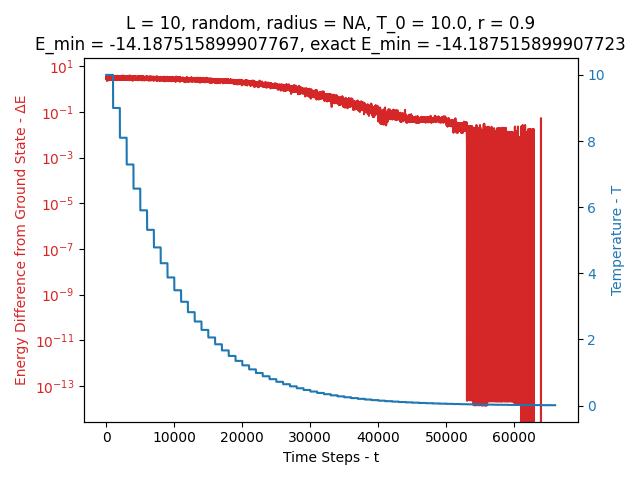 L = 10, random, radius = NA, T_0 = 10.0, r = 0.9
E_min = -14.187515899907767, exact E_min = -14.187515899907723
Energy Difference from Ground State - ΔE
10¹
10⁻¹
10⁻³
10⁻⁵
10⁻⁷
10⁻⁹
10⁻¹¹
10⁻¹³
10
8
6
4
2
0
Temperature - T
0 10000 20000 30000 40000 50000 60000
Time Steps - t